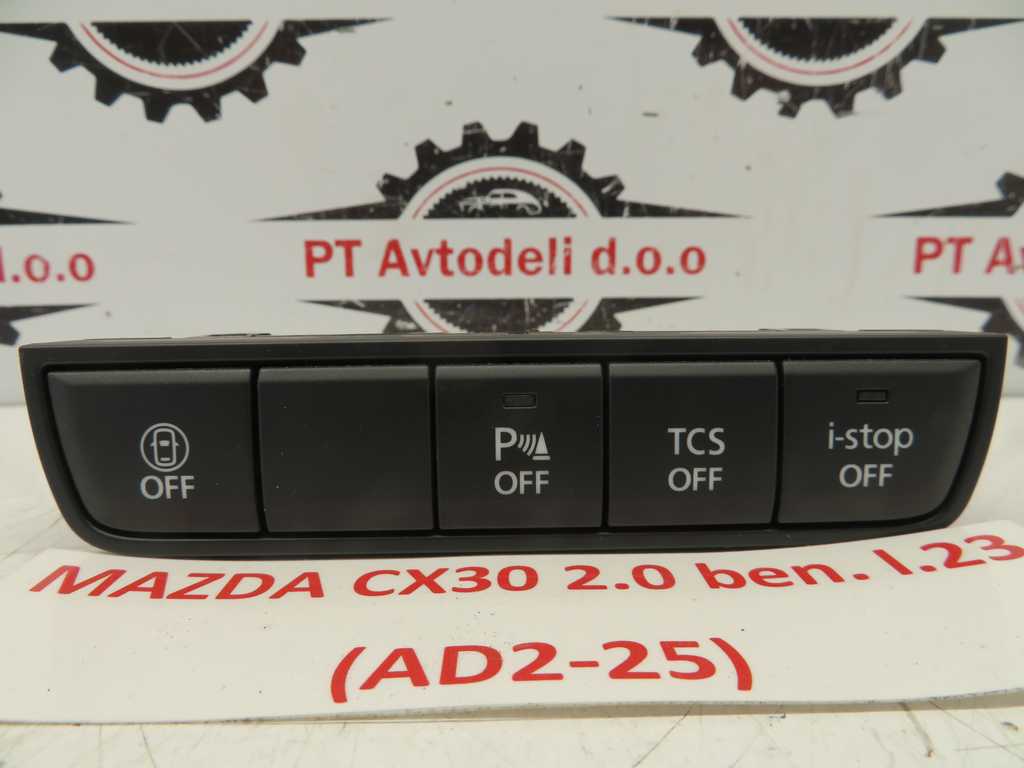 l.o.o
PT Avtodeli d.o.o
PT A
OFF
P
OFF
TCS
OFF
i-stop
OFF
MAZDA CX30 2.0 ben. l.23
(AD2-25)